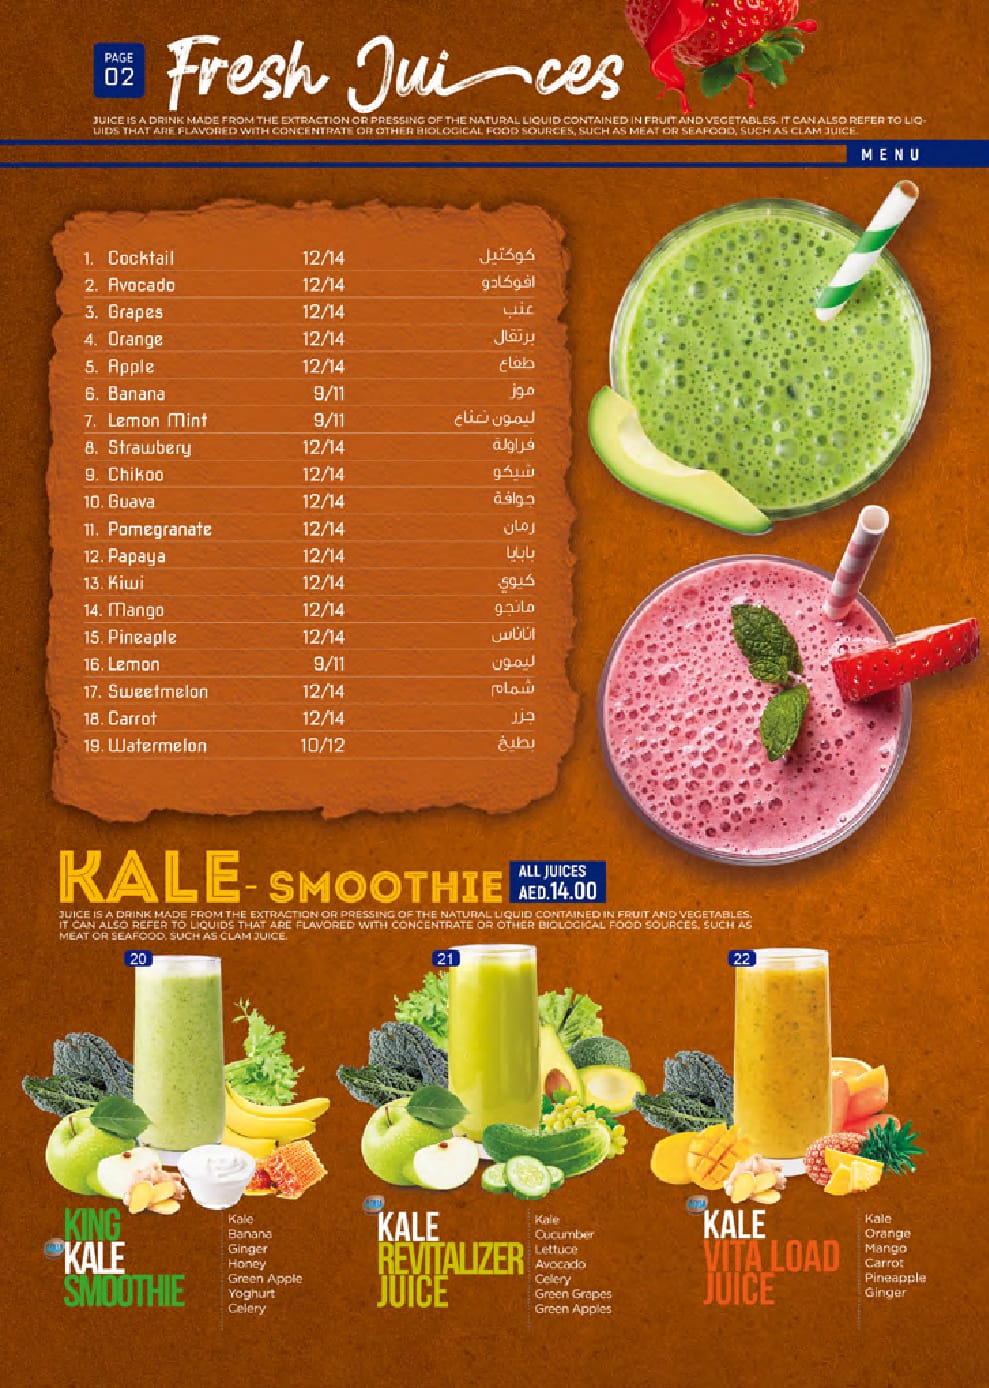 PAGE
02
Fresh Juices
JUICE IS A DRINK MADE FROM THE EXTRACTION OR PRESSING OF THE NATURAL LIQUID CONTAINED IN FRUIT AND VEGETABLES. IT CAN ALSO REFER TO LIQ-
UIDS THAT ARE FLAVORED WITH CONCENTRATE OR OTHER BIOLOGICAL FOOD SOURCES, SUCH AS MEAT OR SEAFOOD, SUCH AS CLAM JUICE.
MENU
1. Cocktail 12/14 كوكتيل
2. Avocado 12/14 افوكادو
3. Grapes 12/14 عنب
4. Orange 12/14 برتقال
5. Apple 12/14 طفاع
6. Banana 9/11 موز
7. Lemon Mint 9/11 ليمون نعناع
8. Strawbery 12/14 فراولة
9. Chikoo 12/14 شيكو
10. Guava 12/14 جوافة
11. Pomegranate 12/14 رمان
12. Papaya 12/14 بابايا
13. Kiwi 12/14 كيوي
14. Mango 12/14 مانجو
15. Pineaple 12/14 اناناس
16. Lemon 9/11 ليمون
17. Sweetmelon 12/14 شمام
18. Carrot 12/14 جزر
19. Watermelon 10/12 بطيخ
KALE - SMOOTHIE
ALL JUICES
AED.14.00
JUICE IS A DRINK MADE FROM THE EXTRACTION OR PRESSING OF THE NATURAL LIQUID CONTAINED IN FRUIT AND VEGETABLES.
IT CAN ALSO REFER TO LIQUIDS THAT ARE FLAVORED WITH CONCENTRATE OR OTHER BIOLOGICAL FOOD SOURCES, SUCH AS
MEAT OR SEAFOOD, SUCH AS CLAM JUICE.
20
KING
KALE
SMOOTHIE
Kale
Banana
Ginger
Honey
Green Apple
Yoghurt
Celery
21
KALE
REVITALIZER
JUICE
Kale
Cucumber
Lettuce
Avocado
Celery
Green Grapes
Green Apples
22
KALE
VITA LOAD
JUICE
Kale
Orange
Mango
Carrot
Pineapple
Ginger